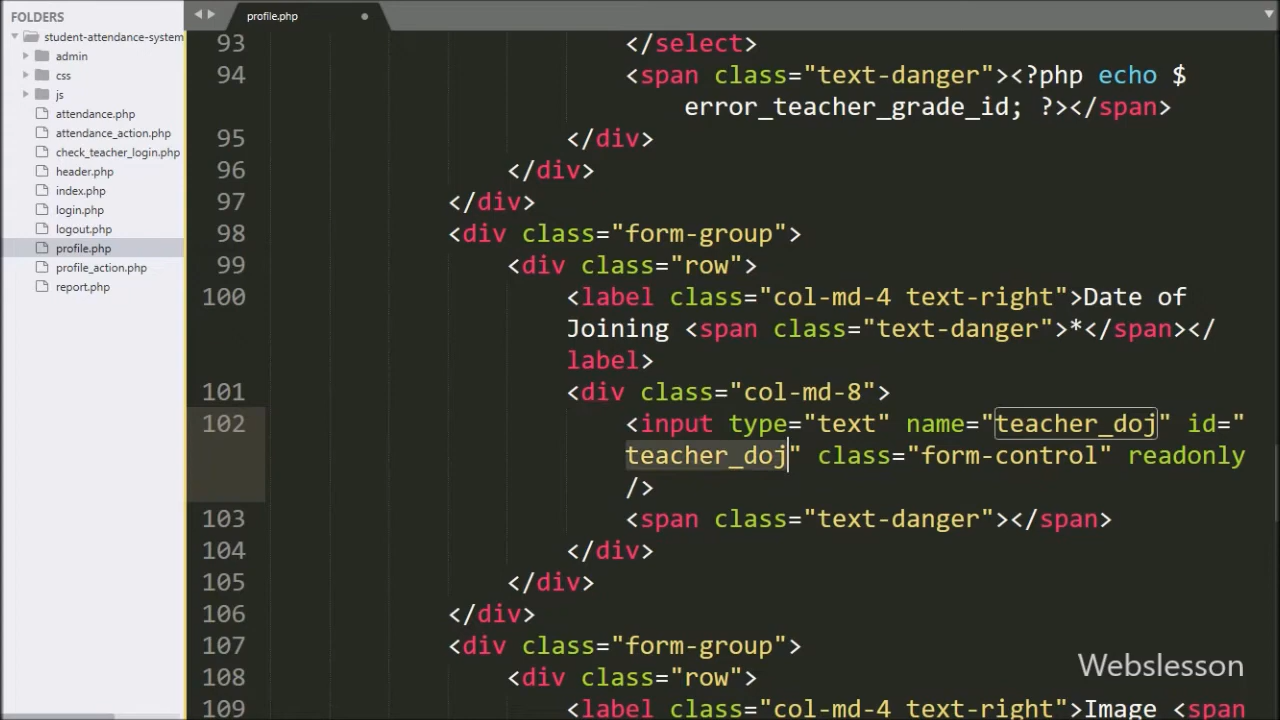 FOLDERS
student-attendance-system
admin
css
js
attendance.php
attendance_action.php
check_teacher_login.php
header.php
index.php
login.php
logout.php
profile.php
profile_action.php
report.php
profile.php
93 </select>
94 <span class="text-danger"><?php echo $
error_teacher_grade_id; ?></span>
95 </div>
96 </div>
97 </div>
98 <div class="form-group">
99 <div class="row">
100 <label class="col-md-4 text-right">Date of
Joining <span class="text-danger">*</span></
label>
101 <div class="col-md-8">
102 <input type="text" name="teacher_doj" id="
teacher_doj" class="form-control" readonly
/>
103 <span class="text-danger"></span>
104 </div>
105 </div>
106 </div>
107 <div class="form-group">
108 <div class="row">
109 <label class="col-md-4 text-right">Image <span
Webslesson